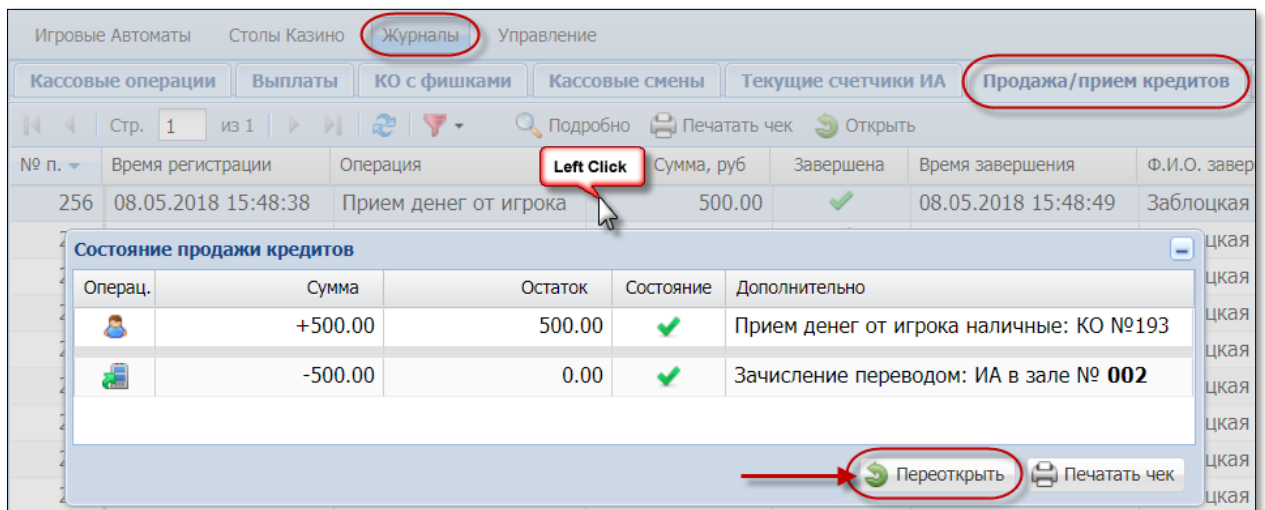 Игровые Автоматы Столы Казино Журналы Управление
Кассовые операции Выплаты КО с фишками Кассовые смены Текущие счетчики ИА Продажа/прием кредитов
Стр. 1 из 1 Подробно Печатать чек Открыть
№ п. Время регистрации Операция Left Click Сумма, руб Завершена Время завершения Ф.И.О. завер
256 08.05.2018 15:48:38 Прием денег от игрока 500.00 08.05.2018 15:48:49 Заблоцкая
Состояние продажи кредитов
цкая
Операц. Сумма Остаток Состояние Дополнительно
цкая
+500.00 500.00 Прием денег от игрока наличные: КО №193
цкая
цкая
-500.00 0.00 Зачисление переводом: ИА в зале № 002
цкая
цкая
Переоткрыть Печатать чек
цкая
цкая